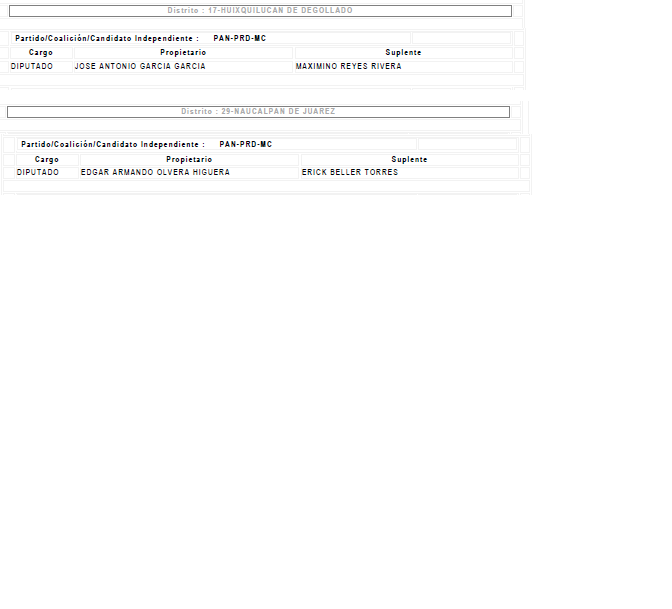 Distrito : 17-HUIXQUILUCAN DE DEGOLLADO
Partido/Coalición/Candidato Independiente : PAN-PRD-MC
Cargo Propietario Suplente
DIPUTADO JOSE ANTONIO GARCIA GARCIA MAXIMINO REYES RIVERA
Distrito : 29-NAUCALPAN DE JUAREZ
Partido/Coalición/Candidato Independiente : PAN-PRD-MC
Cargo Propietario Suplente
DIPUTADO EDGAR ARMANDO OLVERA HIGUERA ERICK BELLER TORRES